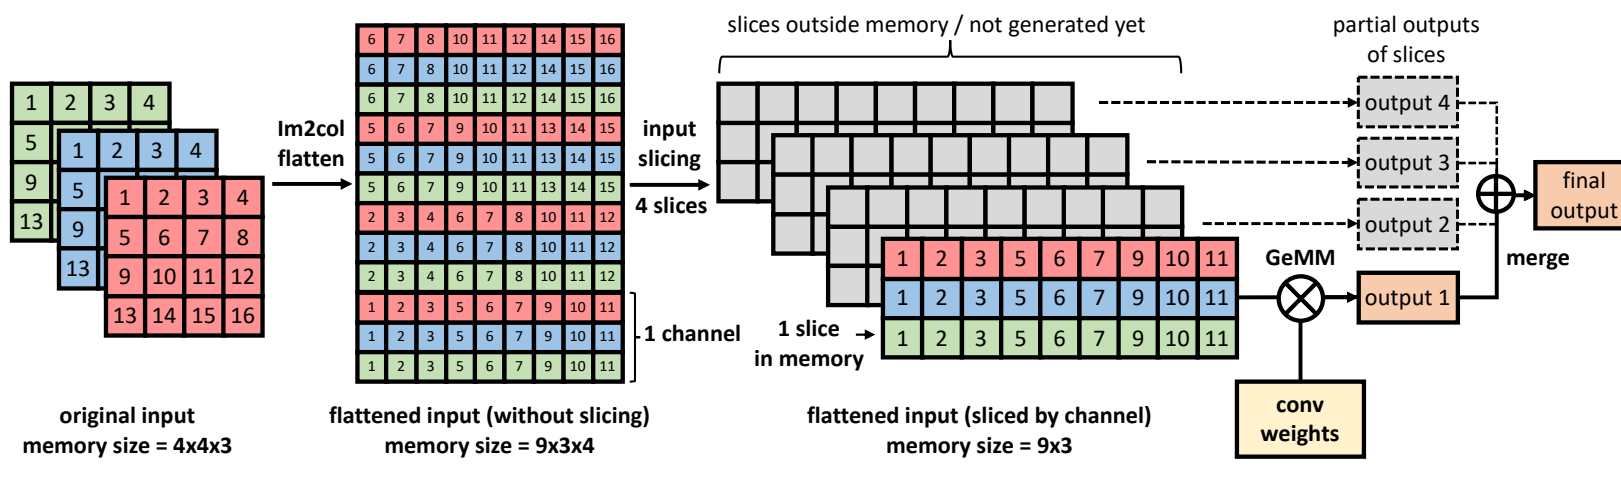 slices outside memory / not generated yet
partial outputs
of slices
1 2 3 4
5
9
13
1 2 3 4
5
9
13
1 2 3 4
5 6 7 8
9 10 11 12
13 14 15 16
original input
memory size = 4x4x3
Im2col
flatten
6 7 8 10 11 12 14 15 16
6 7 8 10 11 12 14 15 16
6 7 8 10 11 12 14 15 16
5 6 7 9 10 11 13 14 15
5 6 7 9 10 11 13 14 15
5 6 7 9 10 11 13 14 15
2 3 4 6 7 8 10 11 12
2 3 4 6 7 8 10 11 12
2 3 4 6 7 8 10 11 12
1 2 3 5 6 7 9 10 11
1 2 3 5 6 7 9 10 11
1 2 3 5 6 7 9 10 11
1 channel
flattened input (without slicing)
memory size = 9x3x4
input
slicing
4 slices
1 2 3 5 6 7 9 10 11
1 2 3 5 6 7 9 10 11
1 2 3 5 6 7 9 10 11
1 slice
in memory
flattened input (sliced by channel)
memory size = 9x3
GeMM
conv
weights
output 4
output 3
output 2
output 1
merge
final
output